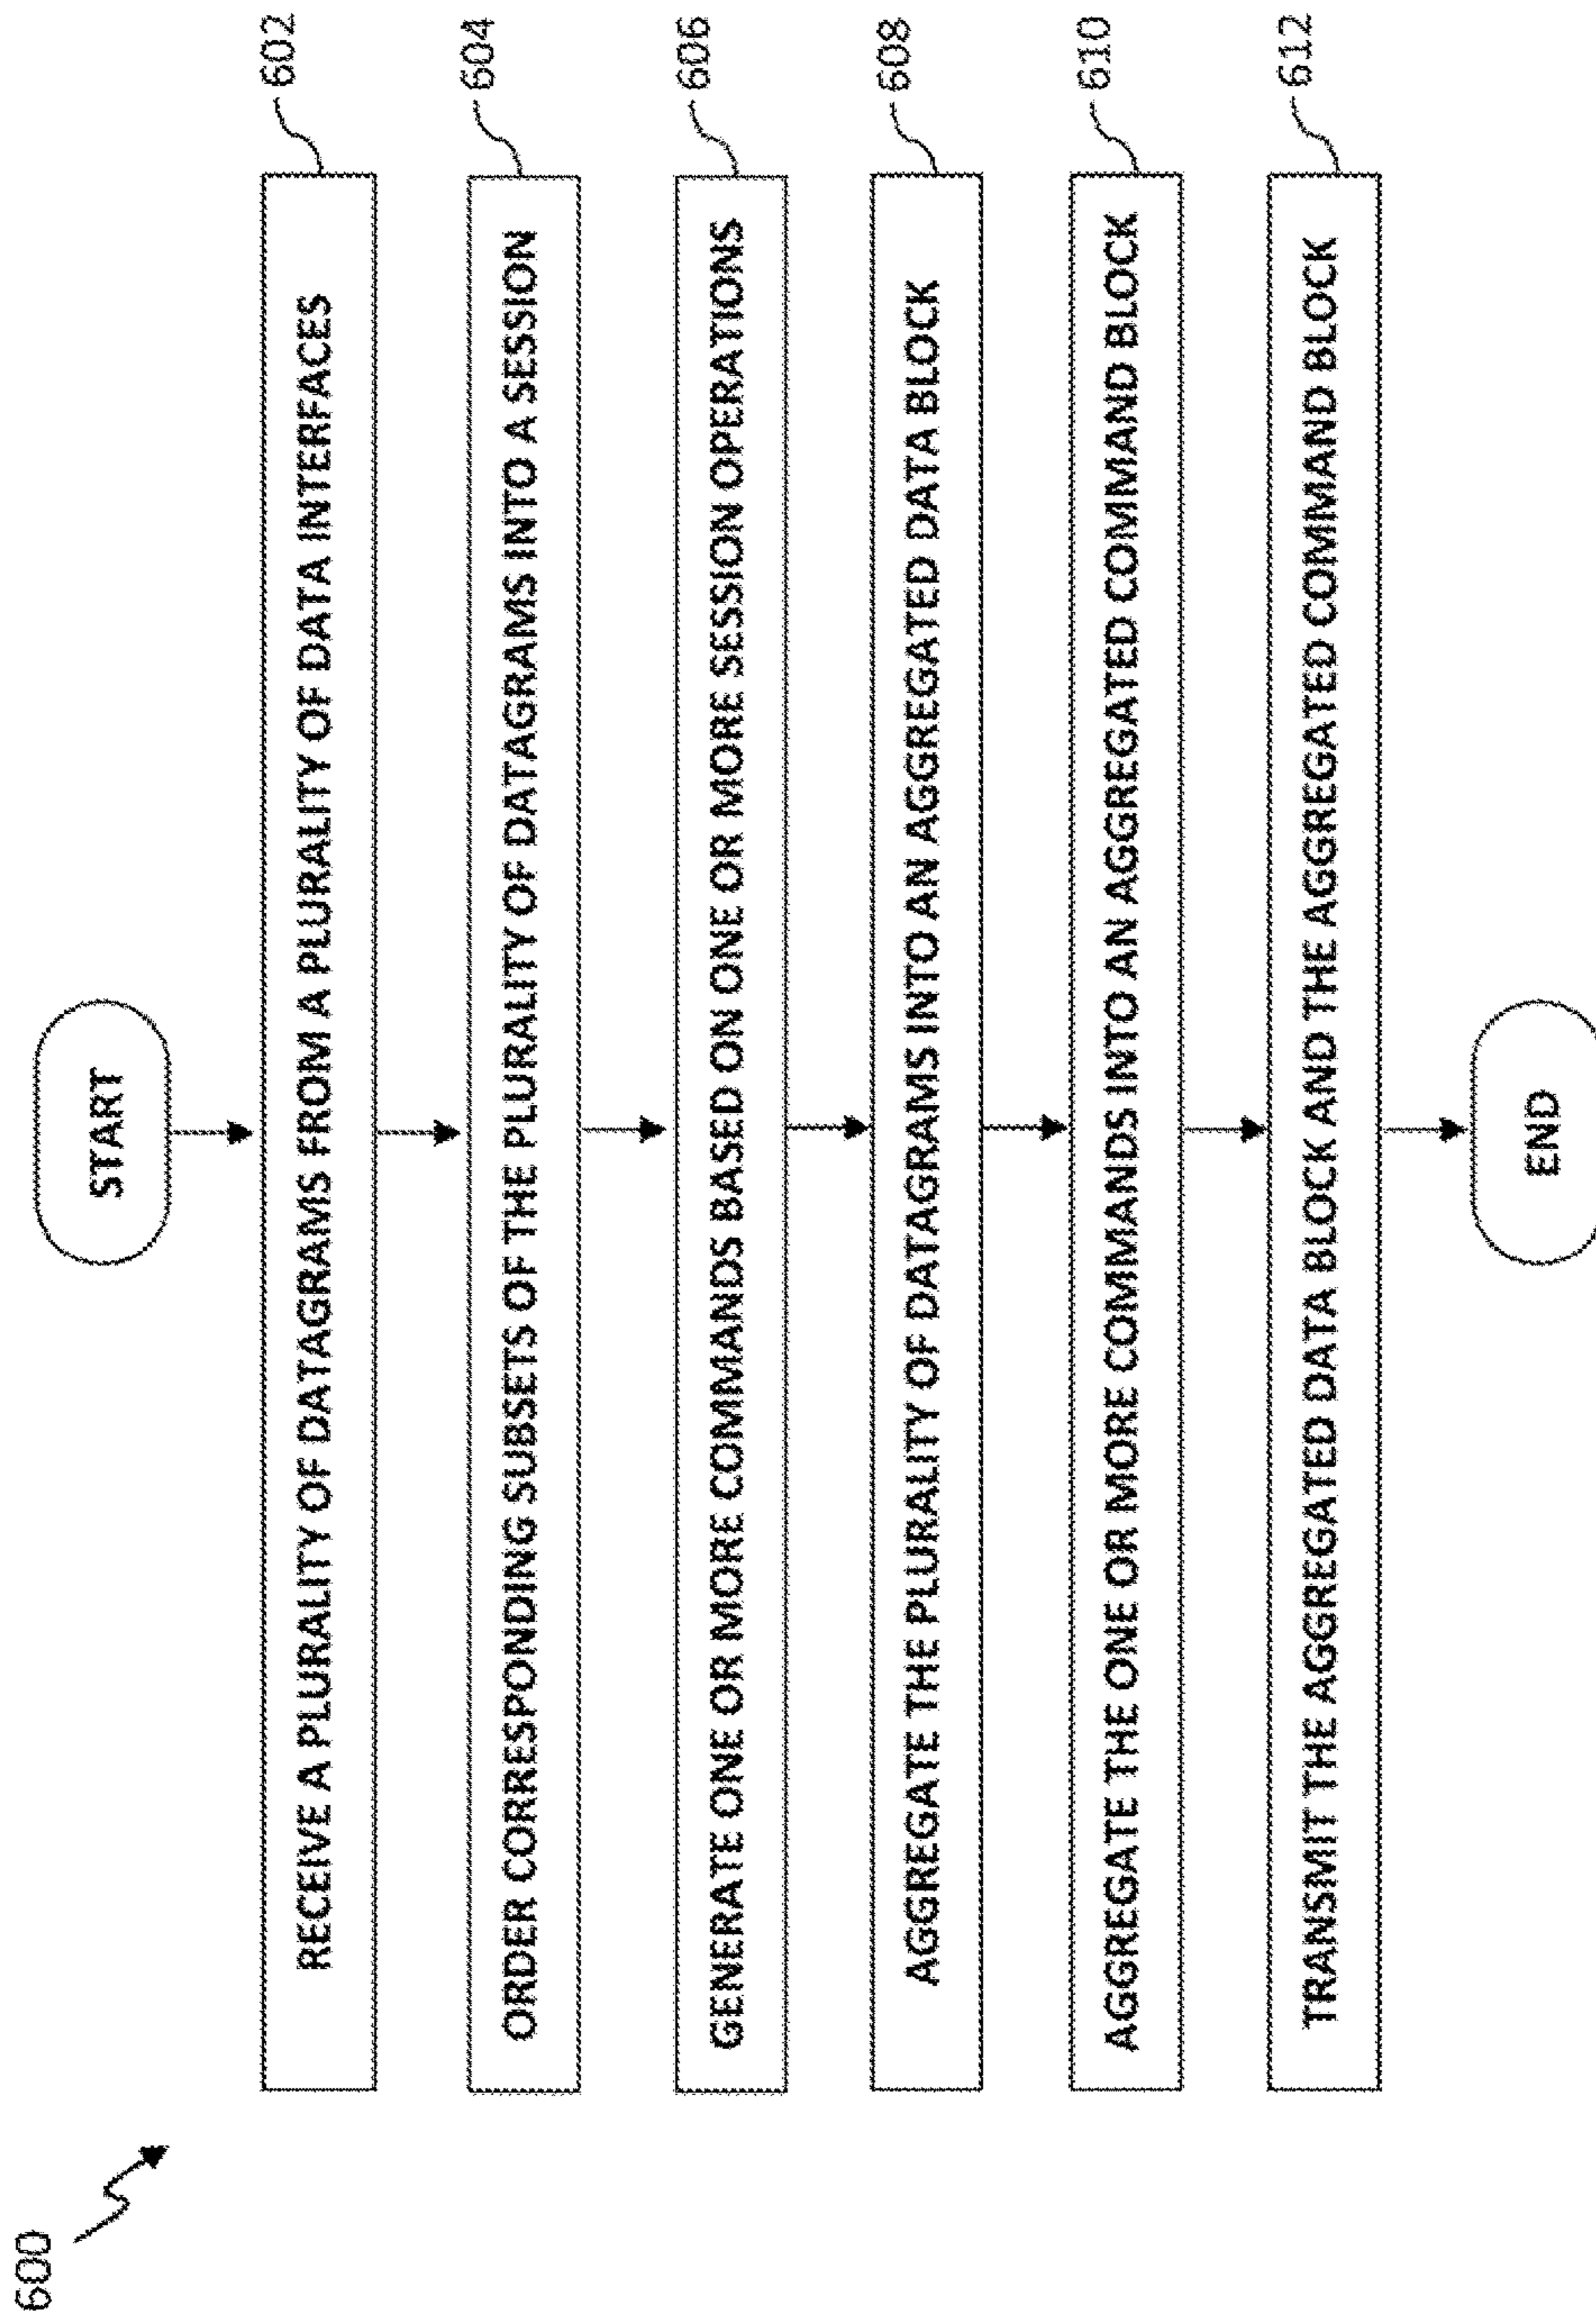 600
START
RECEIVE A PLURALITY OF DATAGRAMS FROM A PLURALITY OF DATA INTERFACES
602
ORDER CORRESPONDING SUBSETS OF THE PLURALITY OF DATAGRAMS INTO A SESSION
604
GENERATE ONE OR MORE COMMANDS BASED ON ONE OR MORE SESSION OPERATIONS
606
AGGREGATE THE PLURALITY OF DATAGRAMS INTO AN AGGREGATED DATA BLOCK
608
AGGREGATE THE ONE OR MORE COMMANDS INTO AN AGGREGATED COMMAND BLOCK
610
TRANSMIT THE AGGREGATED DATA BLOCK AND THE AGGREGATED COMMAND BLOCK
612
END